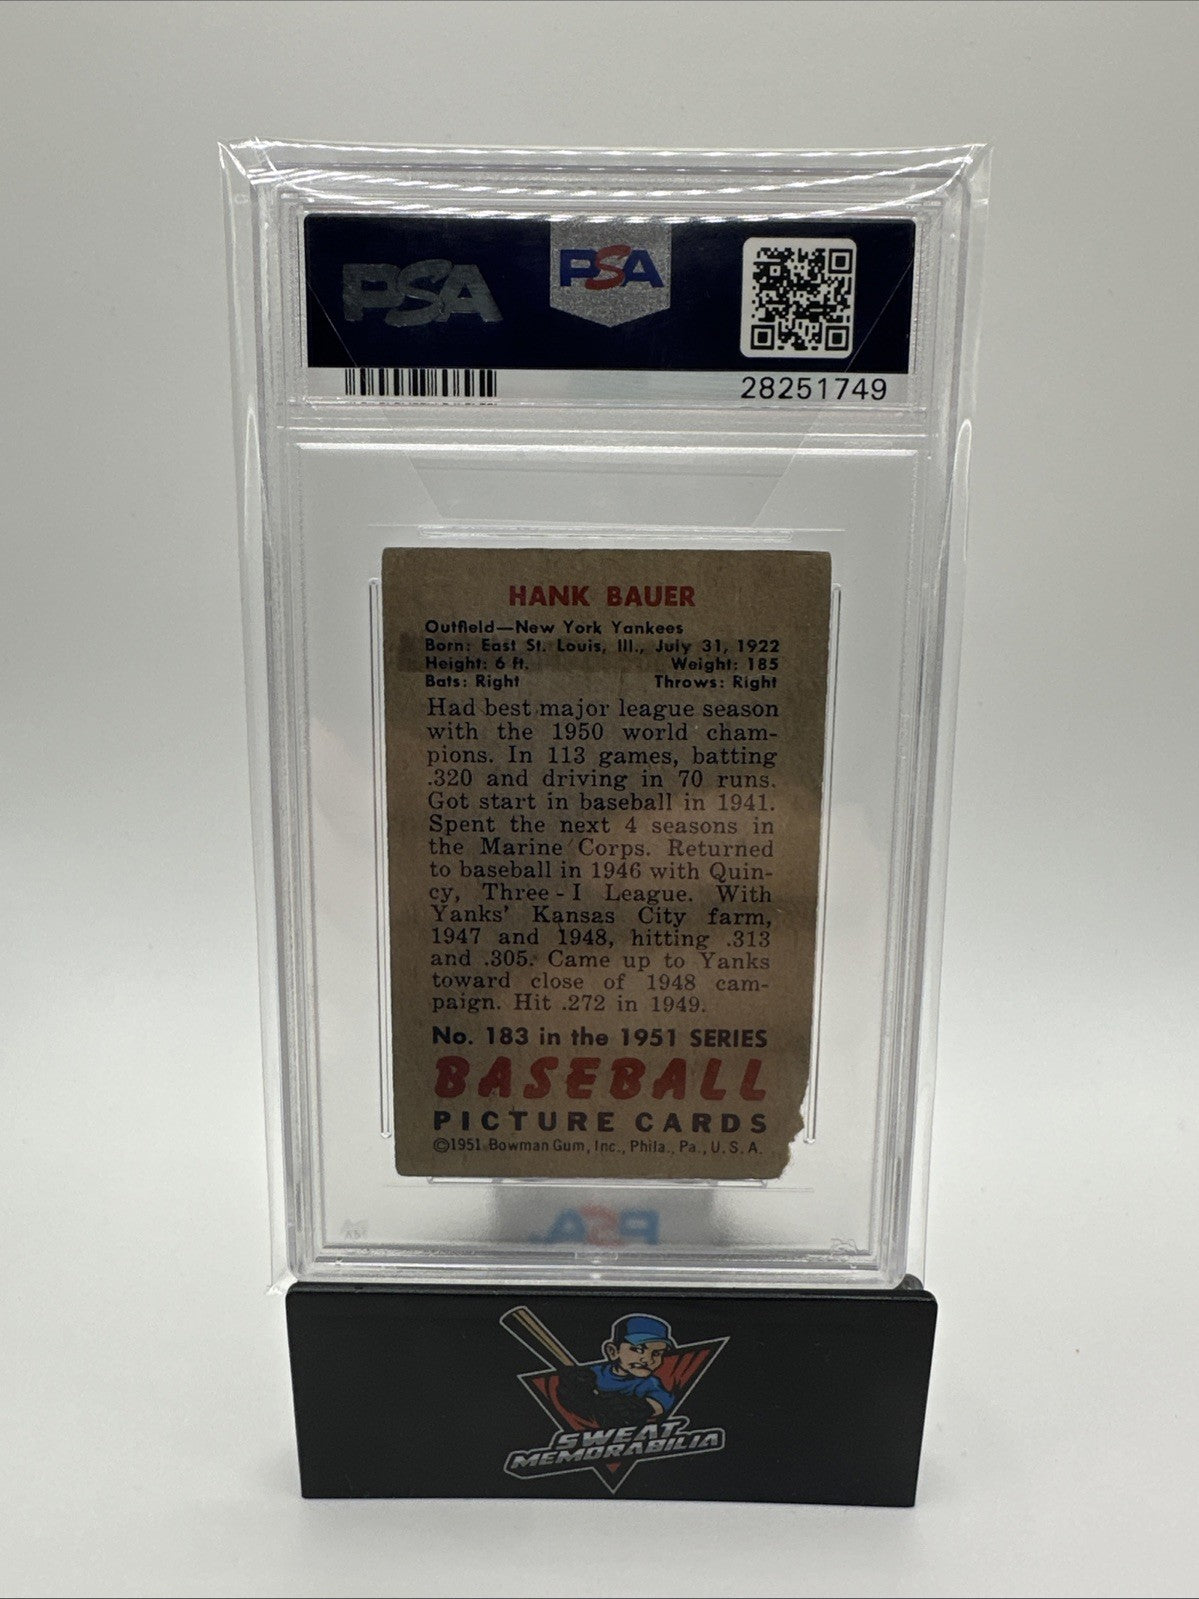 PSA
PSA
28251749
HANK BAUER
Outfield—New York Yankees
Born: East St. Louis, Ill., July 31, 1922
Height: 6 ft. Weight: 185
Bats: Right Throws: Right
Had best major league season
with the 1950 world cham-
pions. In 113 games, batting
.320 and driving in 70 runs.
Got start in baseball in 1941.
Spent the next 4 seasons in
the Marine Corps. Returned
to baseball in 1946 with Quin-
cy, Three-I League. With
Yanks' Kansas City farm,
1947 and 1948, hitting .313
and .305. Came up to Yanks
toward close of 1948 cam-
paign. Hit .272 in 1949.
No. 183 in the 1951 SERIES
BASEBALL
PICTURE CARDS
©1951 Bowman Gum, Inc., Phila., Pa., U.S.A.
PSA
SWEAT
MEMORABILIA